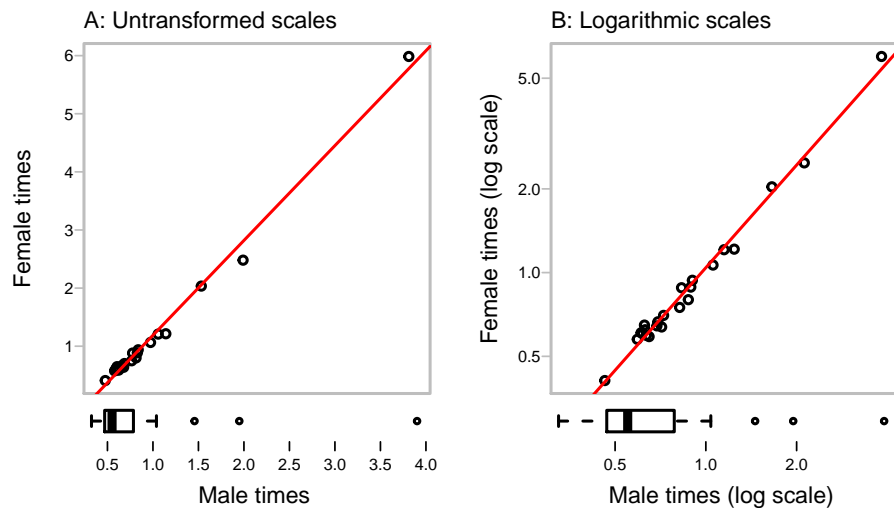 A: Untransformed scales
6
5
4
3
2
1
Female times
0.5 1.0 1.5 2.0 2.5 3.0 3.5 4.0
Male times
B: Logarithmic scales
5.0
2.0
1.0
0.5
Female times (log scale)
0.5 1.0 2.0
Male times (log scale)